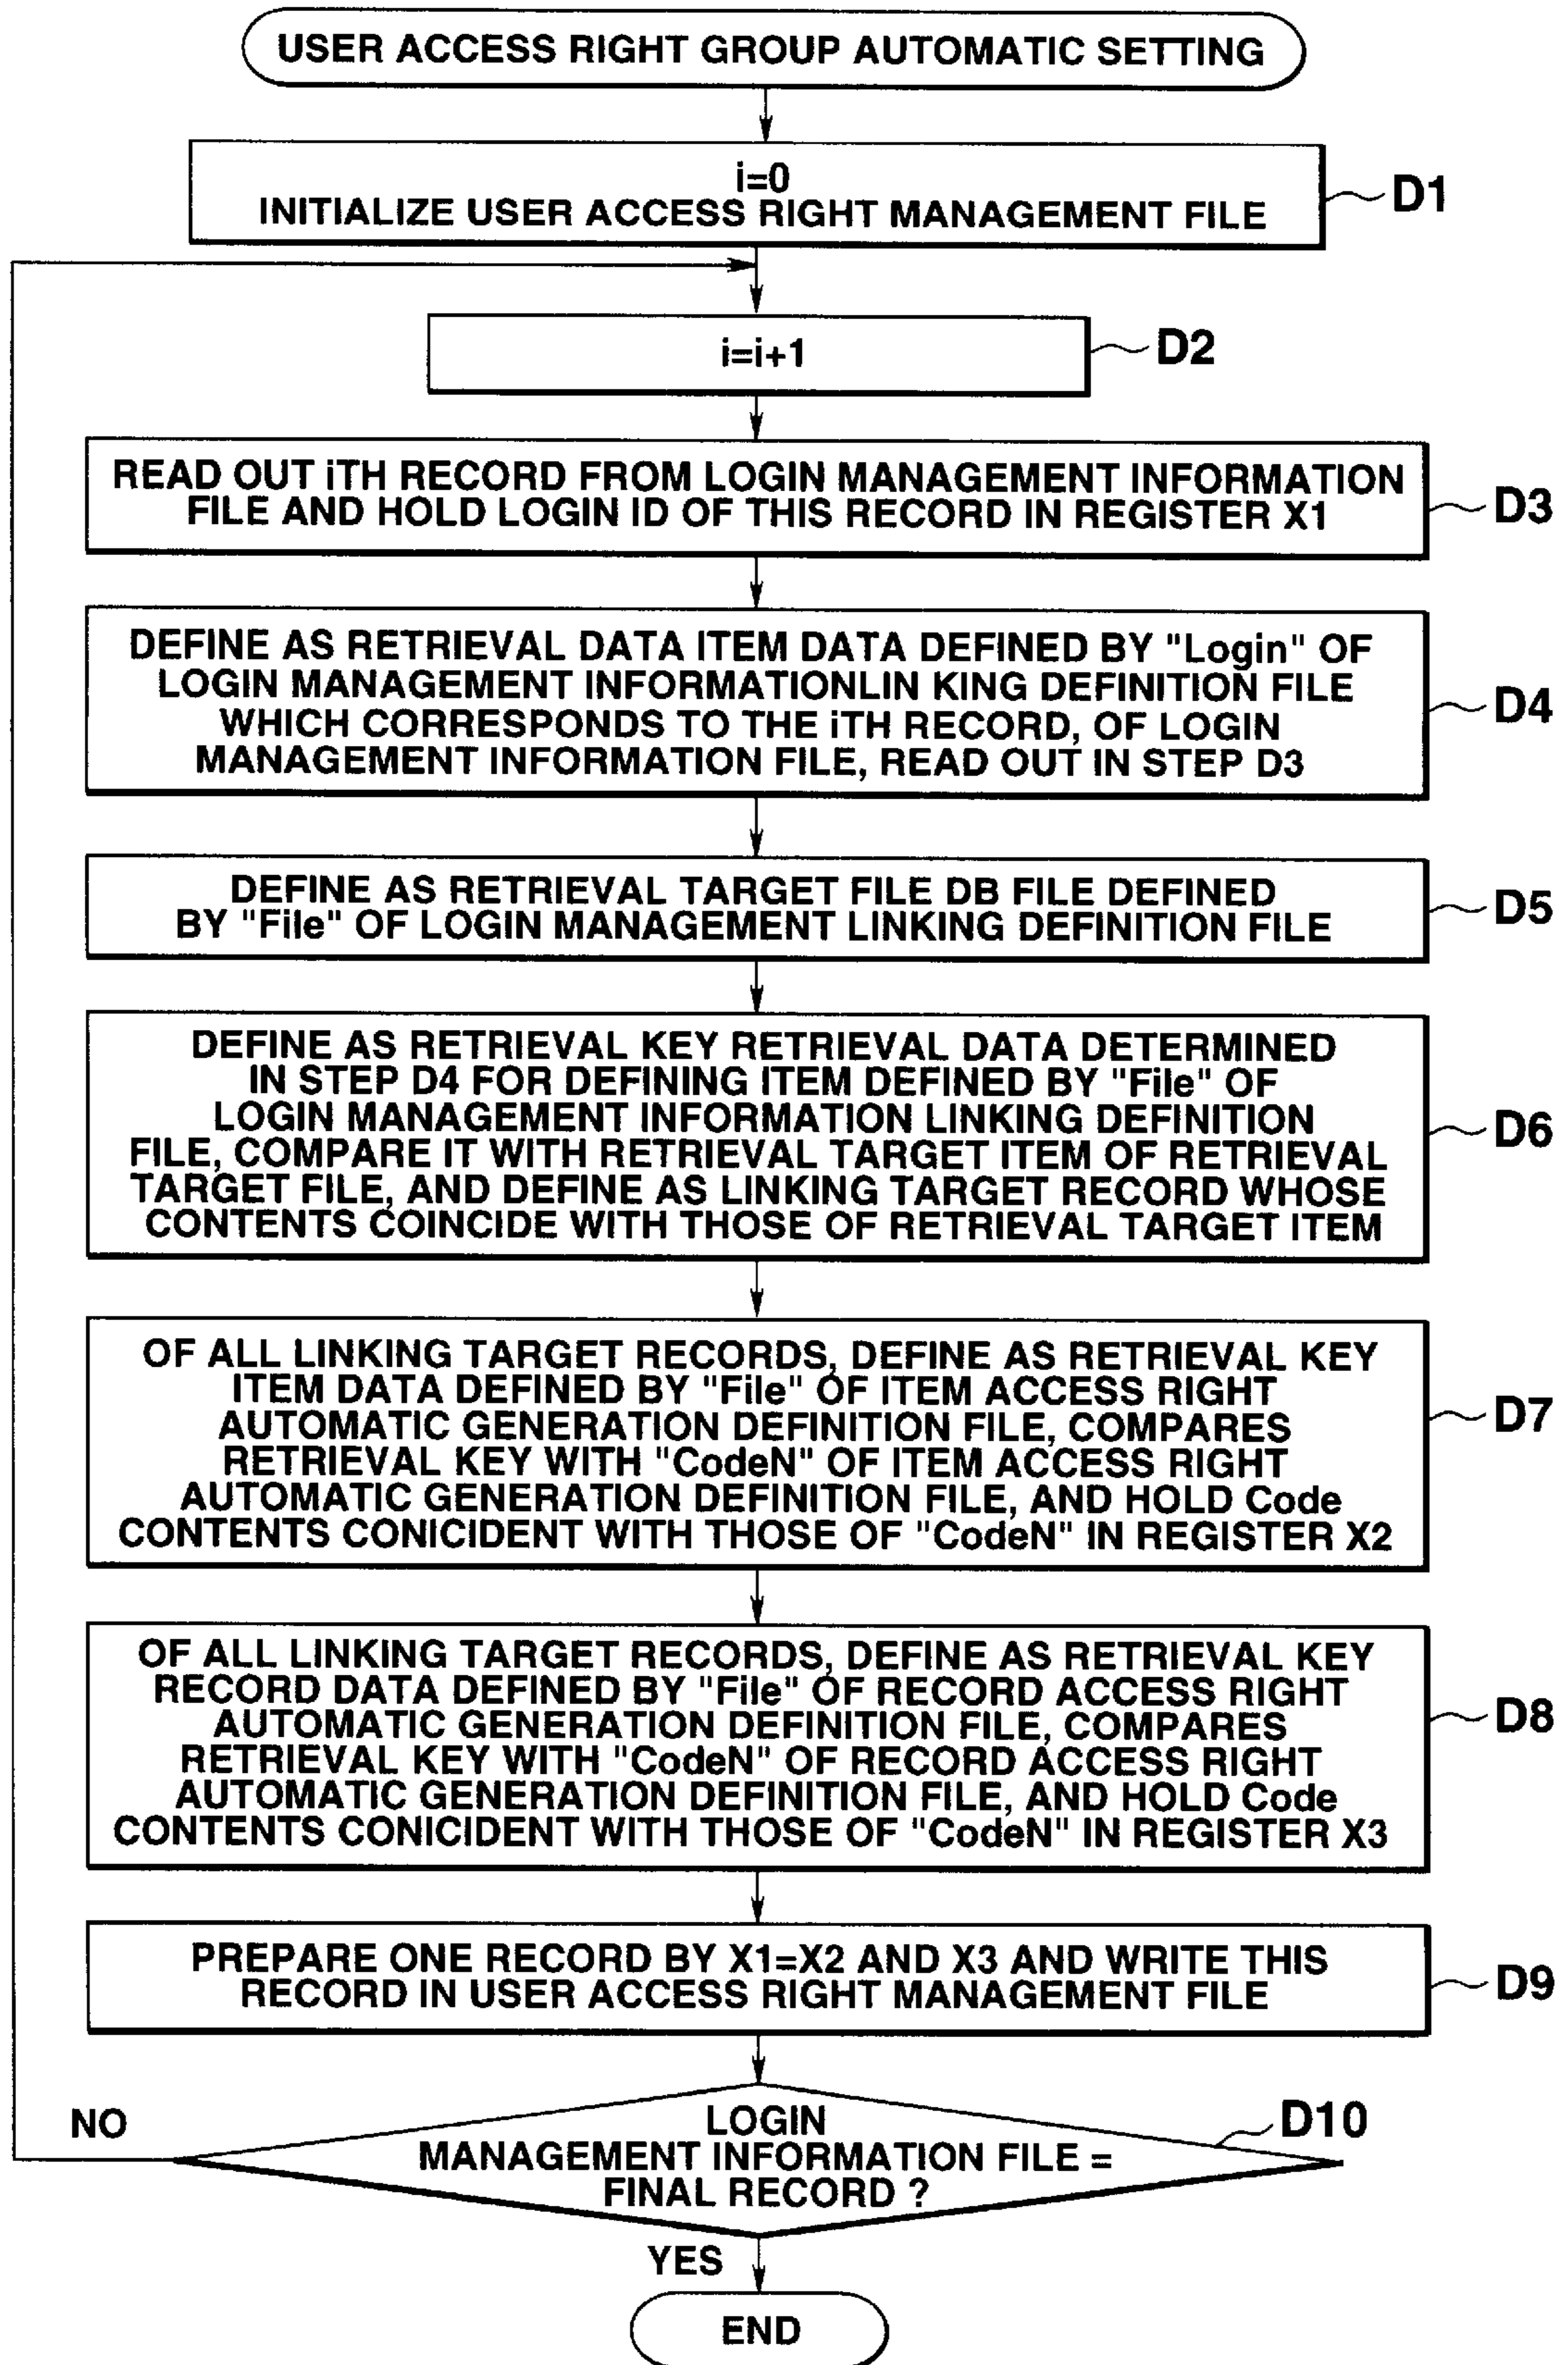 USER ACCESS RIGHT GROUP AUTOMATIC SETTING
i=0
INITIALIZE USER ACCESS RIGHT MANAGEMENT FILE
D1
i=i+1
D2
READ OUT iTH RECORD FROM LOGIN MANAGEMENT INFORMATION
FILE AND HOLD LOGIN ID OF THIS RECORD IN REGISTER X1
D3
DEFINE AS RETRIEVAL DATA ITEM DATA DEFINED BY "Login" OF
LOGIN MANAGEMENT INFORMATIONLIN KING DEFINITION FILE
WHICH CORRESPONDS TO THE iTH RECORD, OF LOGIN
MANAGEMENT INFORMATION FILE, READ OUT IN STEP D3
D4
DEFINE AS RETRIEVAL TARGET FILE DB FILE DEFINED
BY "File" OF LOGIN MANAGEMENT LINKING DEFINITION FILE
D5
DEFINE AS RETRIEVAL KEY RETRIEVAL DATA DETERMINED
IN STEP D4 FOR DEFINING ITEM DEFINED BY "File" OF
LOGIN MANAGEMENT INFORMATION LINKING DEFINITION
FILE, COMPARE IT WITH RETRIEVAL TARGET ITEM OF RETRIEVAL
TARGET FILE, AND DEFINE AS LINKING TARGET RECORD WHOSE
CONTENTS COINCIDE WITH THOSE OF RETRIEVAL TARGET ITEM
D6
OF ALL LINKING TARGET RECORDS, DEFINE AS RETRIEVAL KEY
ITEM DATA DEFINED BY "File" OF ITEM ACCESS RIGHT
AUTOMATIC GENERATION DEFINITION FILE, COMPARES
RETRIEVAL KEY WITH "CodeN" OF ITEM ACCESS RIGHT
AUTOMATIC GENERATION DEFINITION FILE, AND HOLD Code
CONTENTS CONICIDENT WITH THOSE OF "CodeN" IN REGISTER X2
D7
OF ALL LINKING TARGET RECORDS, DEFINE AS RETRIEVAL KEY
RECORD DATA DEFINED BY "File" OF RECORD ACCESS RIGHT
AUTOMATIC GENERATION DEFINITION FILE, COMPARES
RETRIEVAL KEY WITH "CodeN" OF RECORD ACCESS RIGHT
AUTOMATIC GENERATION DEFINITION FILE, AND HOLD Code
CONTENTS CONICIDENT WITH THOSE OF "CodeN" IN REGISTER X3
D8
PREPARE ONE RECORD BY X1=X2 AND X3 AND WRITE THIS
RECORD IN USER ACCESS RIGHT MANAGEMENT FILE
D9
NO
LOGIN
MANAGEMENT INFORMATION FILE =
FINAL RECORD ?
D10
YES
END